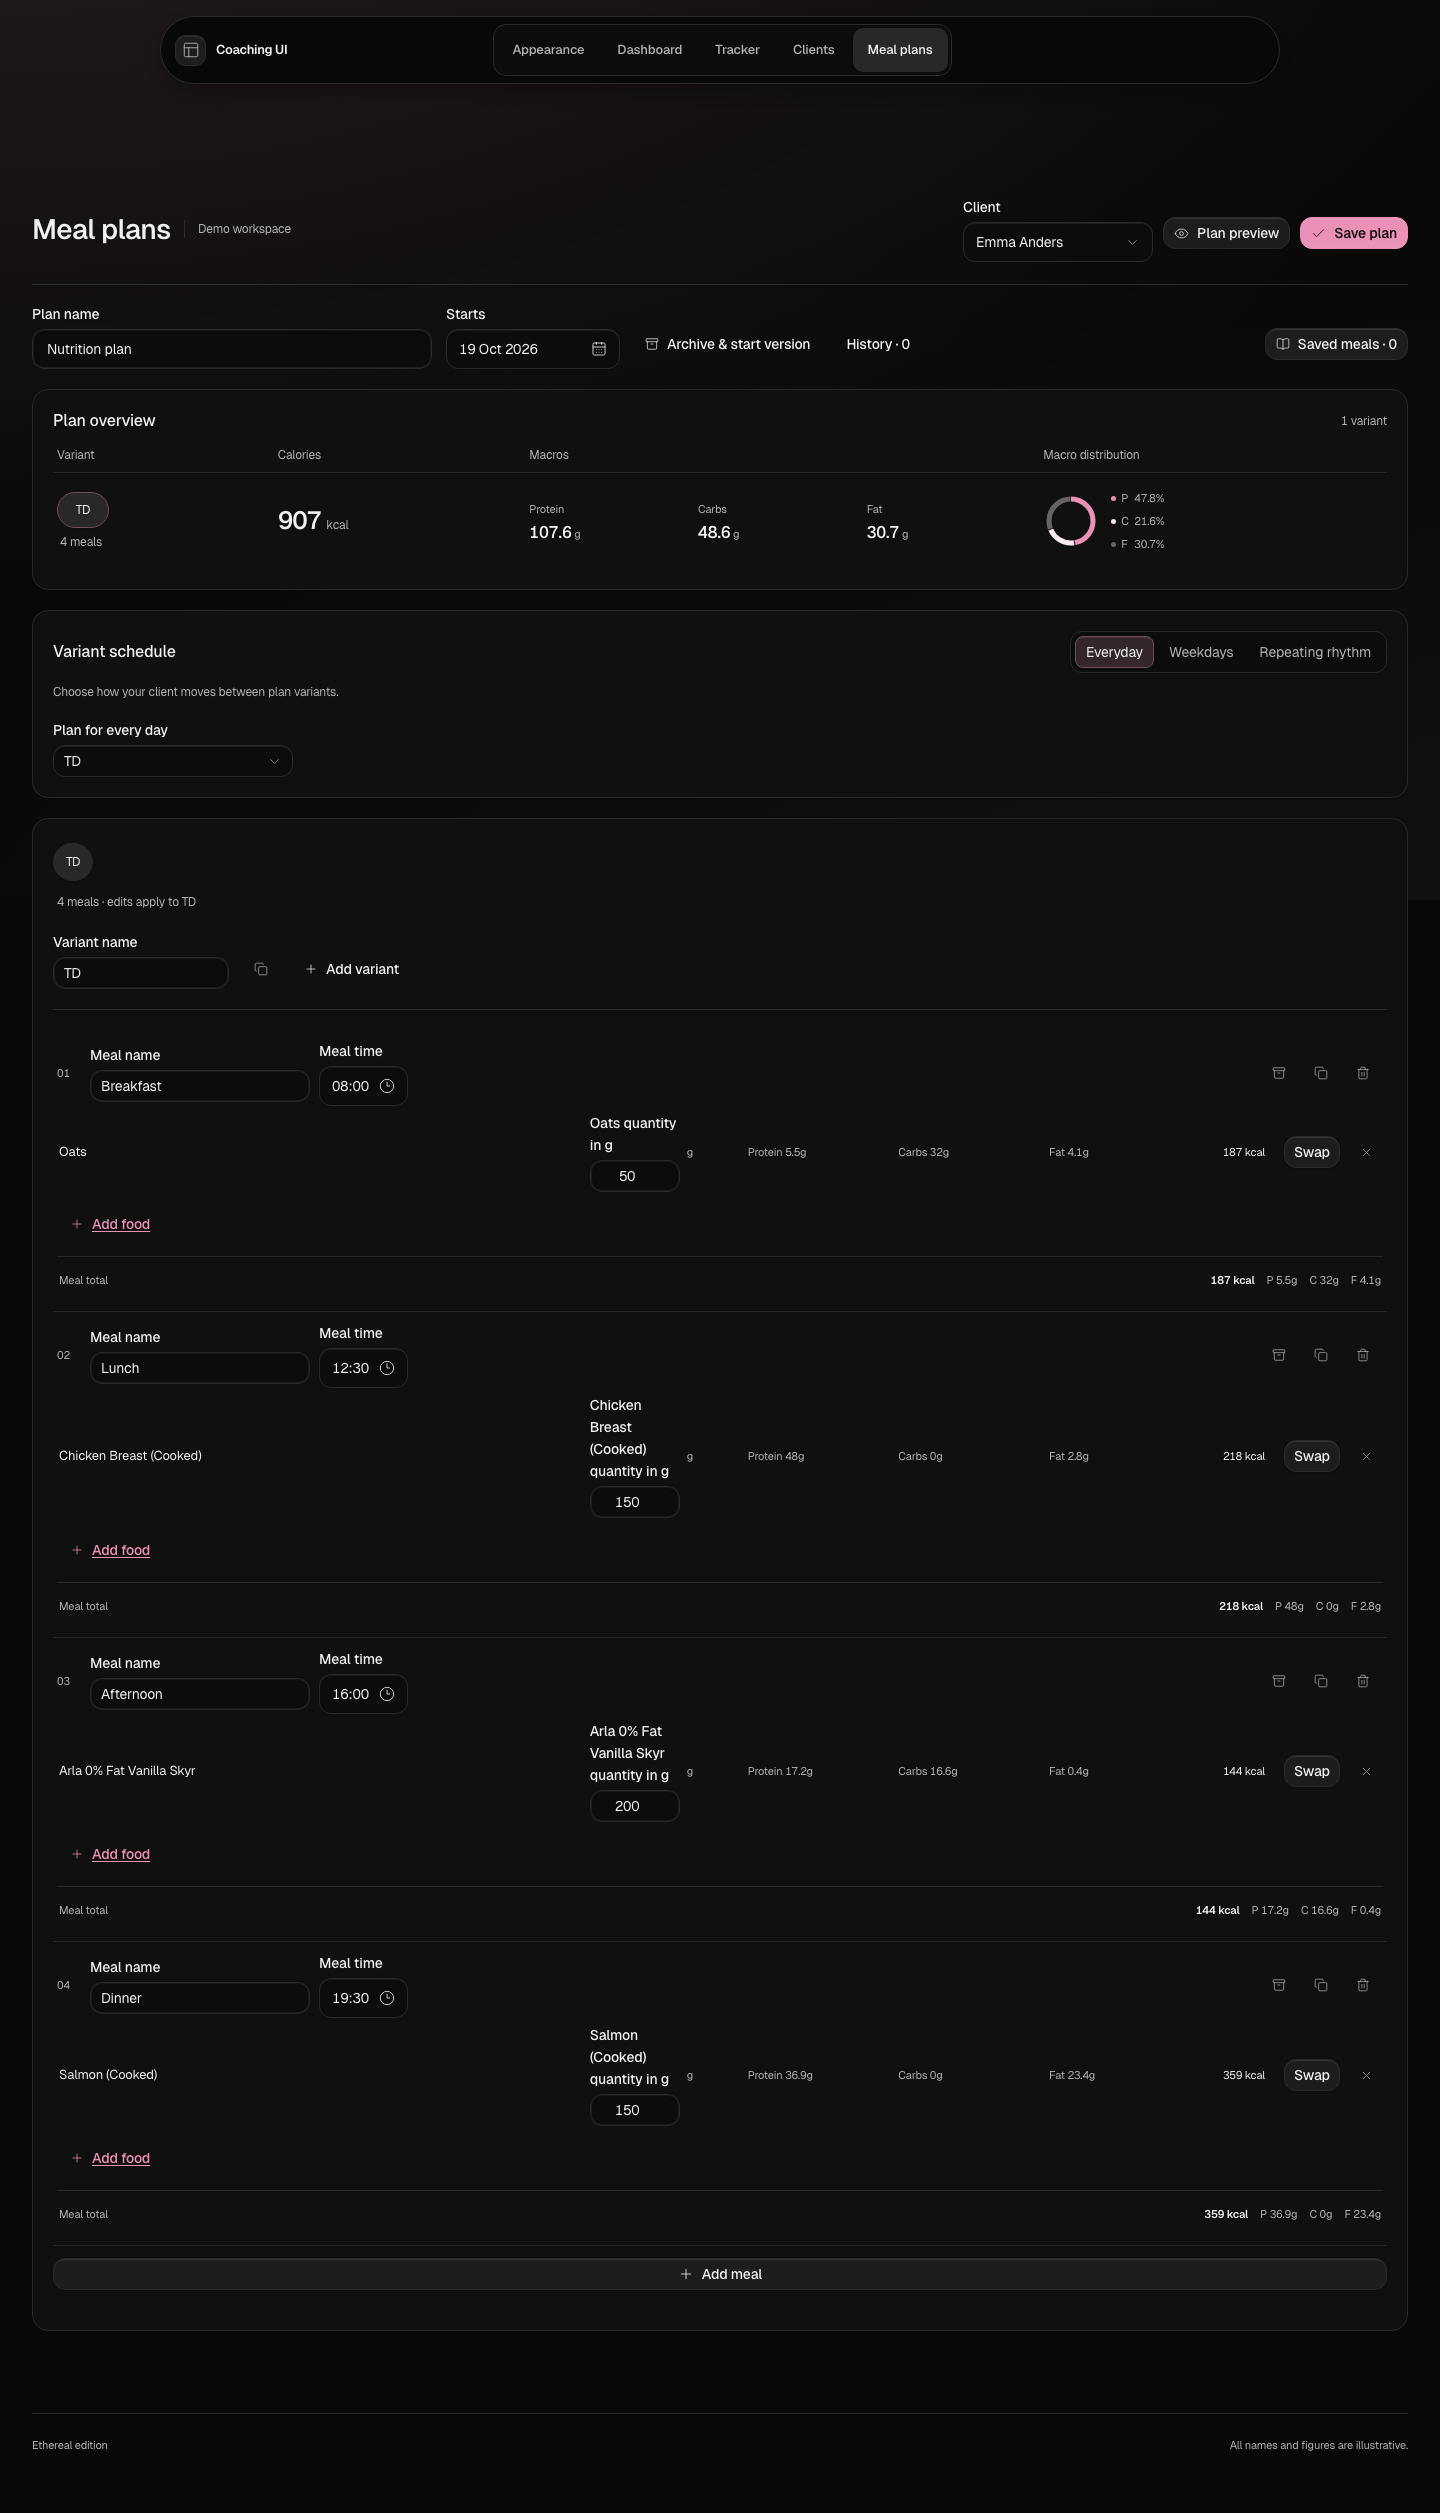 Coaching UI
Appearance
Dashboard
Tracker
Clients
Meal plans
Meal plans
Demo workspace
Client
Emma Anders
Plan preview
Save plan
Plan name
Nutrition plan
Starts
19 Oct 2026
Archive & start version
History · 0
Saved meals · 0
Plan overview
1 variant
Variant
Calories
Macros
Macro distribution
TD
4 meals
907 kcal
Protein
107.6 g
Carbs
48.6 g
Fat
30.7 g
P 47.8%
C 21.6%
F 30.7%
Variant schedule
Everyday
Weekdays
Repeating rhythm
Choose how your client moves between plan variants.
Plan for every day
TD
TD
4 meals · edits apply to TD
Variant name
TD
Add variant
01
Meal name
Breakfast
Meal time
08:00
Oats
Oats quantity
in g
50
g
Protein 5.5g
Carbs 32g
Fat 4.1g
187 kcal
Swap
Add food
Meal total
187 kcal P 5.5g C 32g F 4.1g
02
Meal name
Lunch
Meal time
12:30
Chicken Breast (Cooked)
Chicken
Breast
(Cooked)
quantity in g
150
g
Protein 48g
Carbs 0g
Fat 2.8g
218 kcal
Swap
Add food
Meal total
218 kcal P 48g C 0g F 2.8g
03
Meal name
Afternoon
Meal time
16:00
Arla 0% Fat Vanilla Skyr
Arla 0% Fat
Vanilla Skyr
quantity in g
200
g
Protein 17.2g
Carbs 16.6g
Fat 0.4g
144 kcal
Swap
Add food
Meal total
144 kcal P 17.2g C 16.6g F 0.4g
04
Meal name
Dinner
Meal time
19:30
Salmon (Cooked)
Salmon
(Cooked)
quantity in g
150
g
Protein 36.9g
Carbs 0g
Fat 23.4g
359 kcal
Swap
Add food
Meal total
359 kcal P 36.9g C 0g F 23.4g
Add meal
Ethereal edition
All names and figures are illustrative.